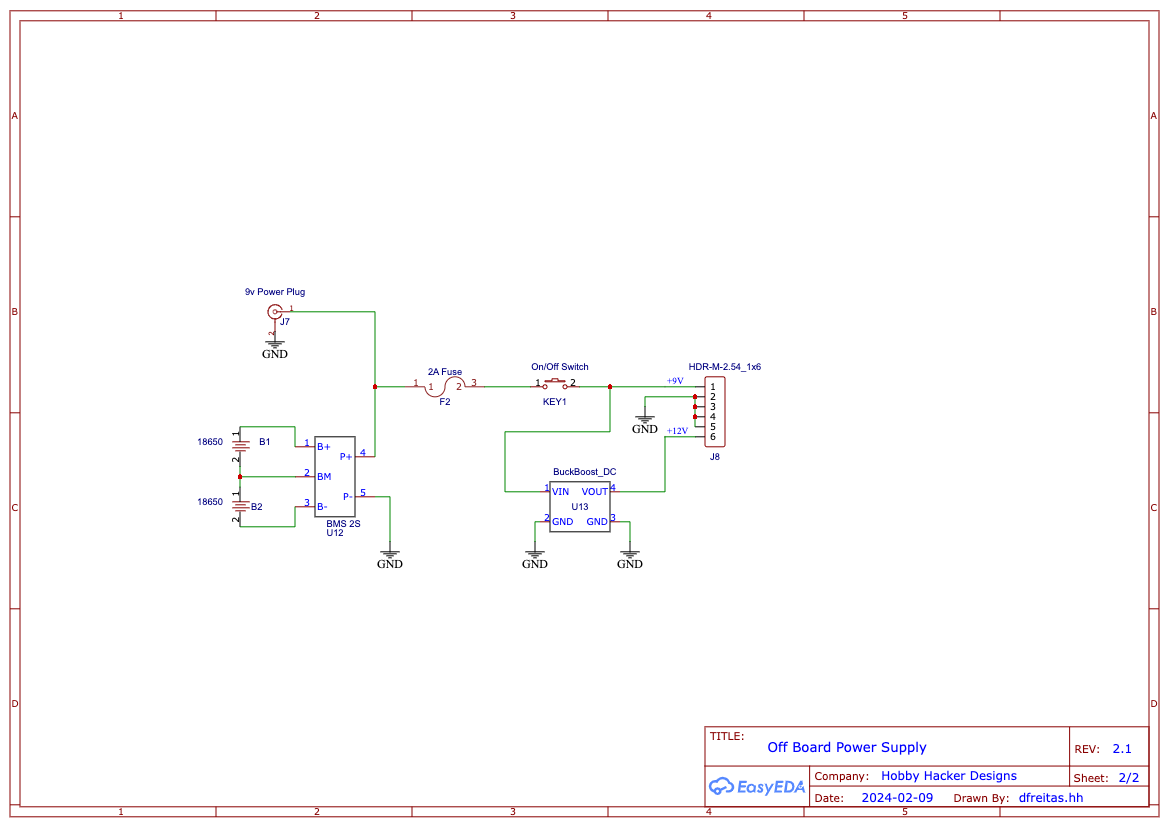 1 2 3 4 5
A A
B B
C C
D D
9v Power Plug
1
J7
2
GND
2A Fuse
1 1 2 3
F2
On/Off Switch
1 2
KEY1
+9V
HDR-M-2.54_1x6
1
2
3
4
5
6
J8
GND
+12V
18650
1
B1
2
18650
1
B2
2
1 B+
P+ 4
2 BM
P- 5
3 B-
BMS 2S
U12
GND
BuckBoost_DC
1 VIN VOUT 4
U13
2 GND GND 3
GND
GND
TITLE:
Off Board Power Supply
REV: 2.1
EasyEDA
Company: Hobby Hacker Designs
Sheet: 2/2
Date: 2024-02-09 Drawn By: dfreitas.hh
1 2 3 4 5